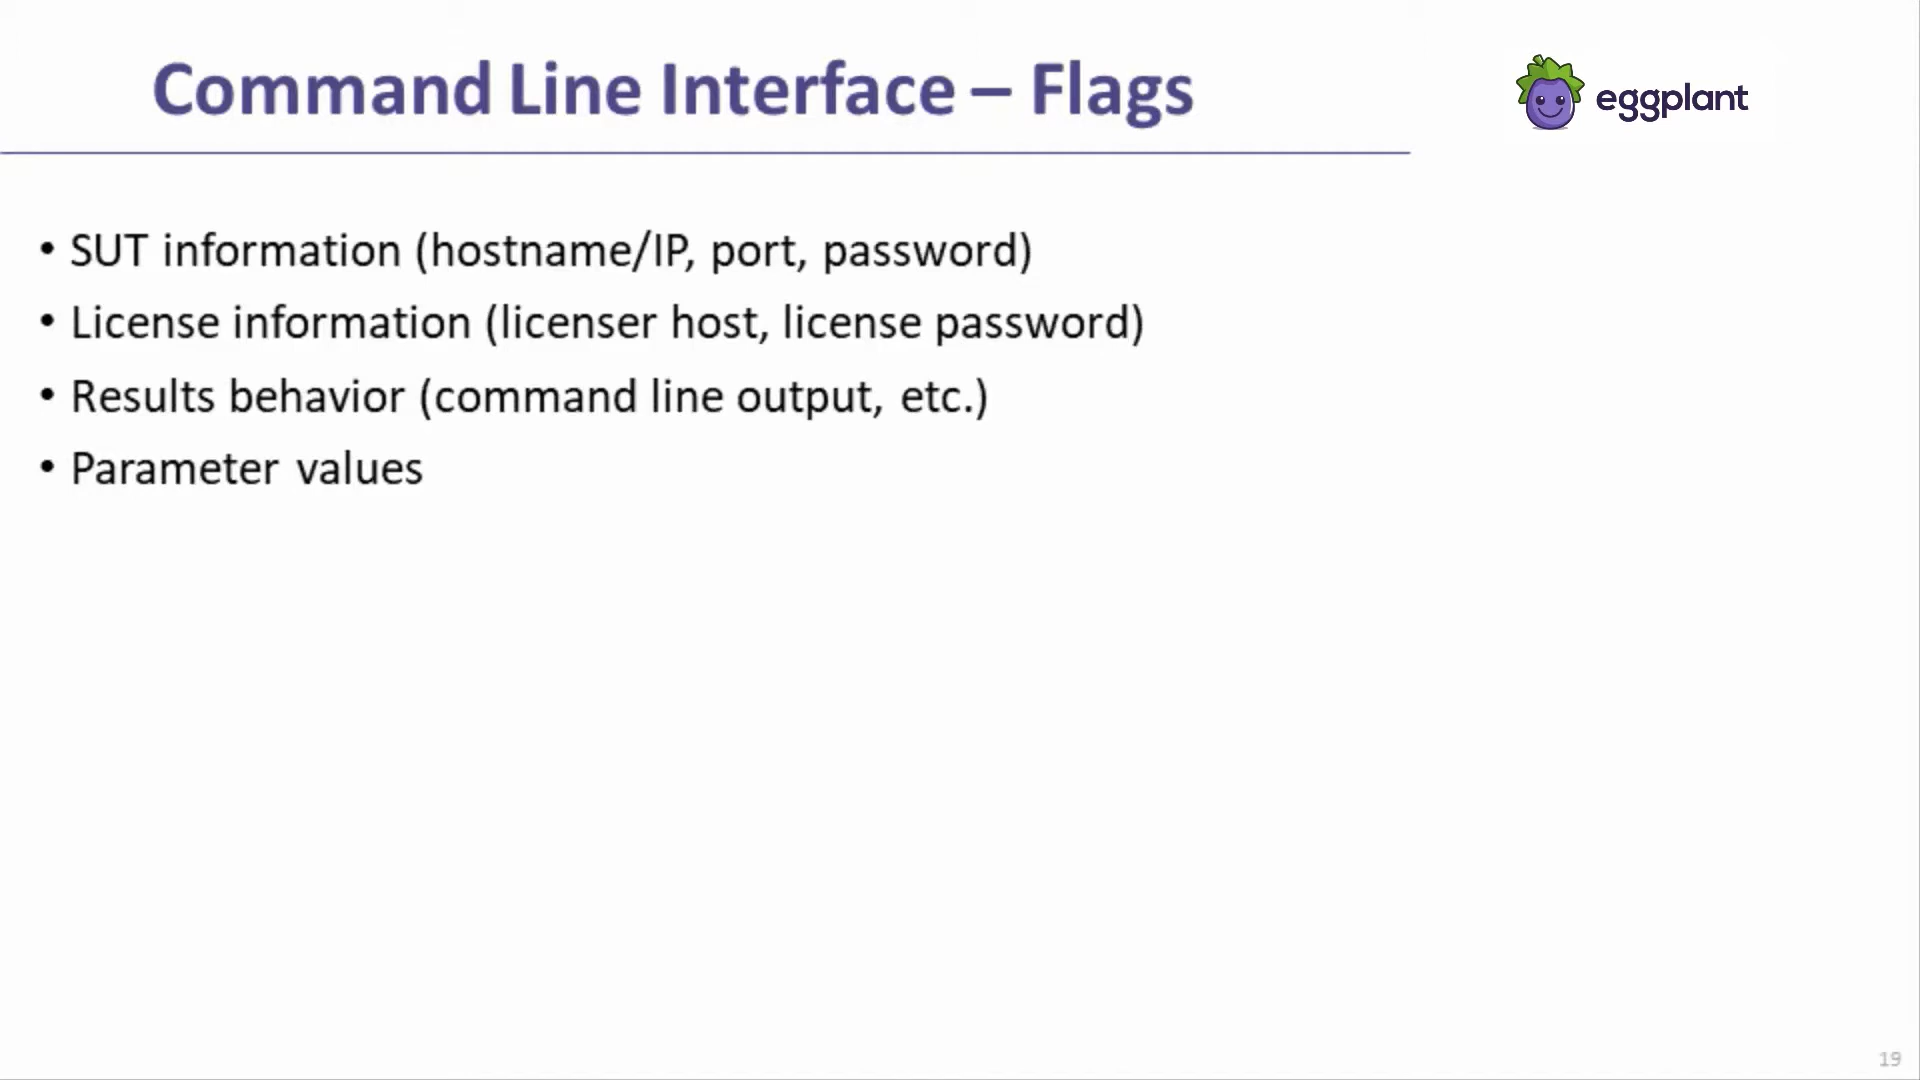 Command Line Interface – Flags
eggplant
• SUT information (hostname/IP, port, password)
• License information (licenser host, license password)
• Results behavior (command line output, etc.)
• Parameter values
19